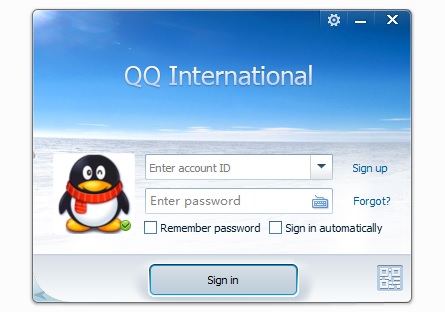 QQ International
Enter account ID
Sign up
Enter password
Forgot?
Remember password
Sign in automatically
Sign in